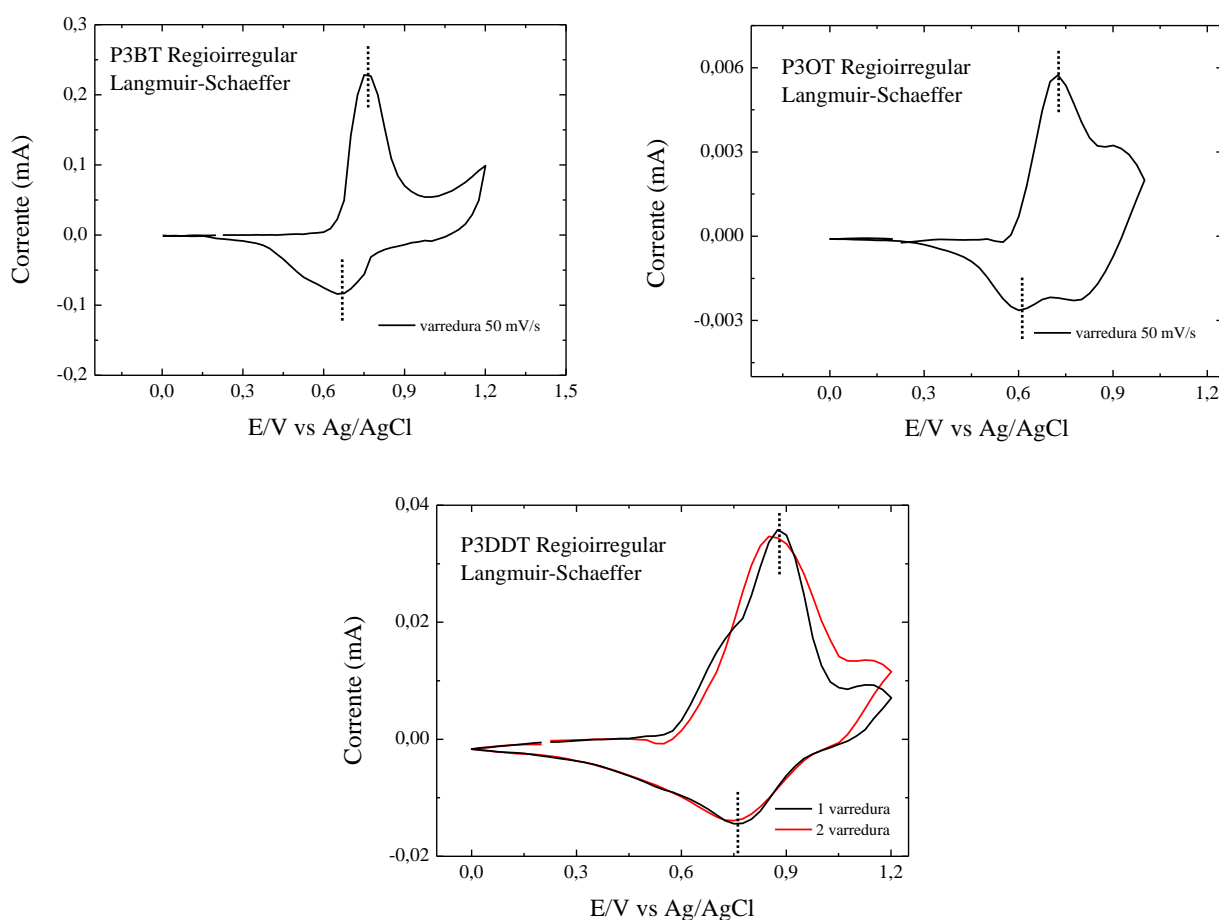 P3BT Regioirregular
Langmuir-Schaeffer
Corrente (mA)
0,3
0,2
0,1
0,0
-0,1
-0,2
varredura 50 mV/s
0,0 0,3 0,6 0,9 1,2 1,5
E/V vs Ag/AgCl
P3OT Regioirregular
Langmuir-Schaeffer
Corrente (mA)
0,006
0,003
0,000
-0,003
varredura 50 mV/s
0,0 0,3 0,6 0,9 1,2
E/V vs Ag/AgCl
P3DDT Regioirregular
Langmuir-Schaeffer
Corrente (mA)
0,04
0,02
0,00
-0,02
1 varredura
2 varredura
0,0 0,3 0,6 0,9 1,2
E/V vs Ag/AgCl